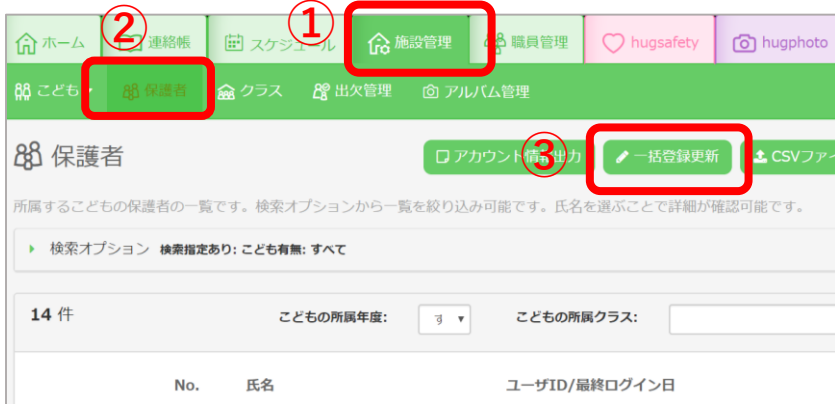 ② ①
ホーム 連絡帳 スケジュール 施設管理 職員管理 hugsafety hugphoto
こども 保護者 クラス 出欠管理 アルバム管理
保護者 ③ アカウント情報出力 一括登録更新 CSVファイ
所属するこどもの保護者の一覧です。検索オプションから一覧を絞り込み可能です。氏名を選ぶことで詳細が確認可能です。
検索オプション 検索指定あり: こども有無: すべて
14 件 こどもの所属年度: す こどもの所属クラス:
No. 氏名 ユーザID/最終ログイン日